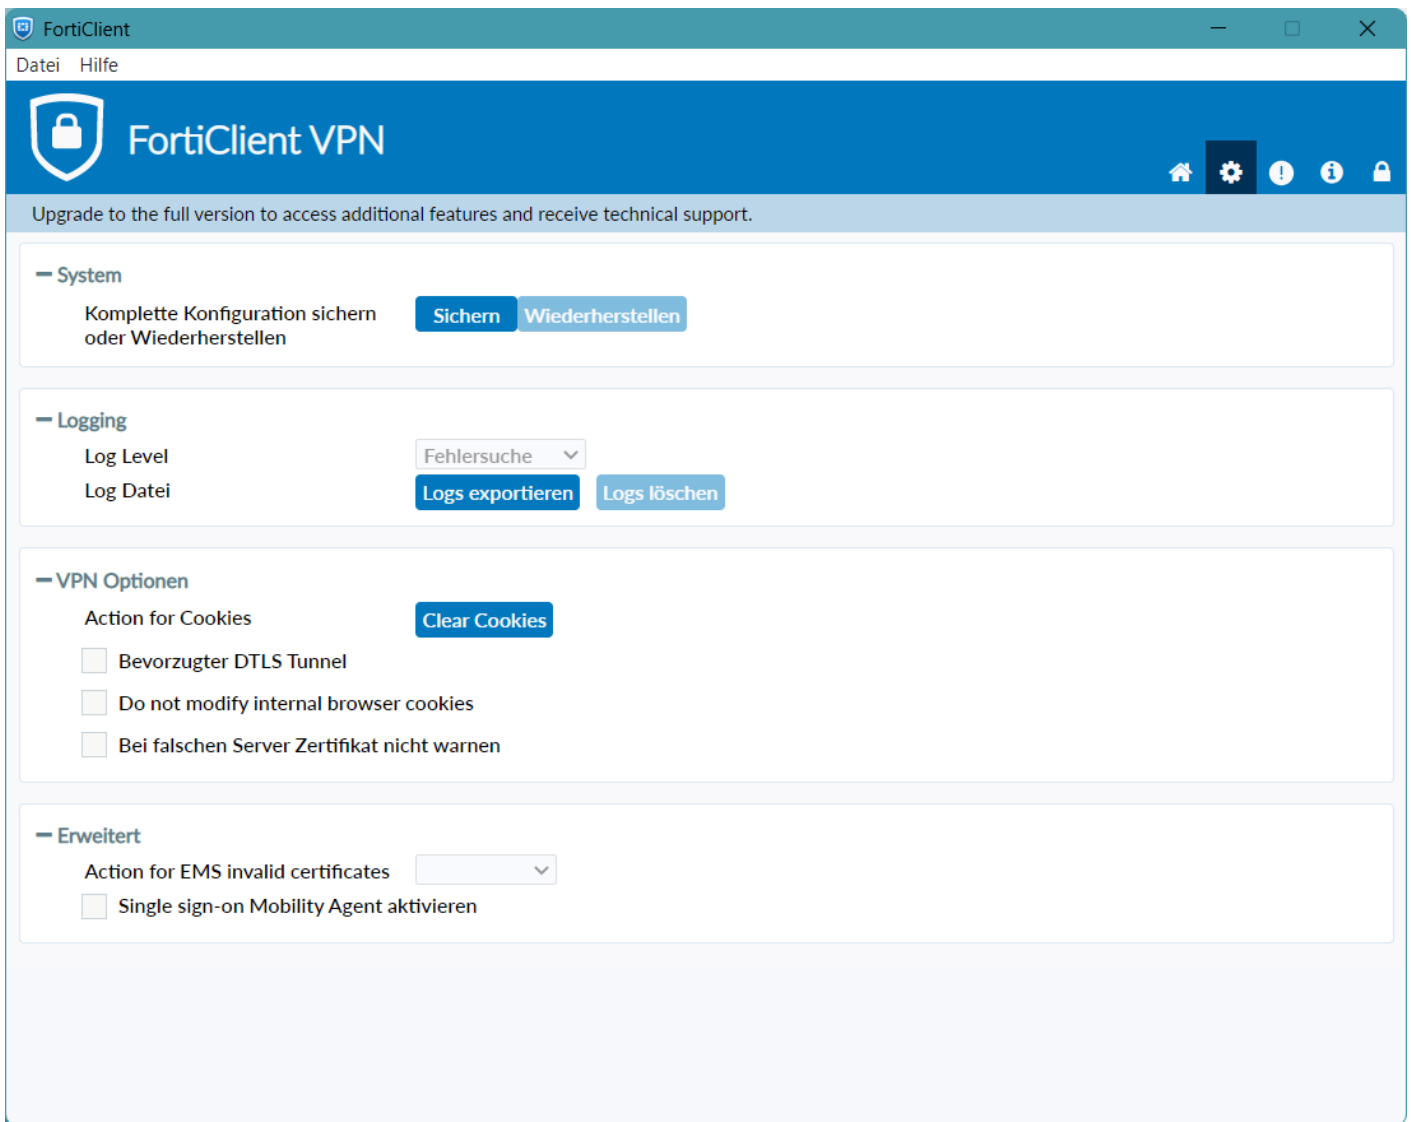 FortiClient
Datei Hilfe
FortiClient VPN
Upgrade to the full version to access additional features and receive technical support.
System
Komplette Konfiguration sichern
oder Wiederherstellen
Sichern Wiederherstellen
Logging
Log Level Fehlersuche
Log Datei Logs exportieren Logs löschen
VPN Optionen
Action for Cookies Clear Cookies
Bevorzugter DTLS Tunnel
Do not modify internal browser cookies
Bei falschen Server Zertifikat nicht warnen
Erweitert
Action for EMS invalid certificates
Single sign-on Mobility Agent aktivieren